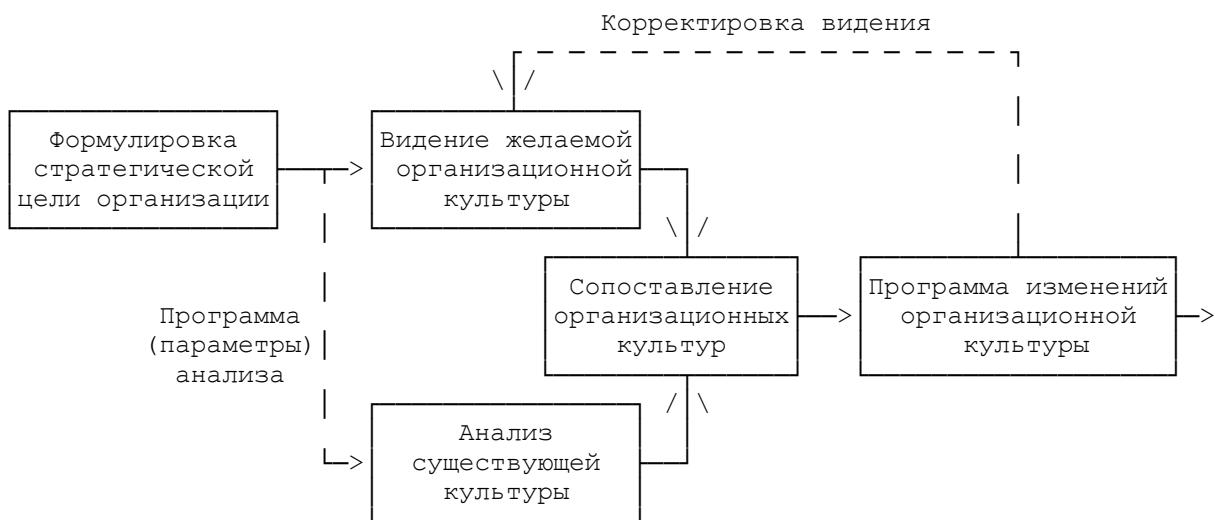 Корректировка видения
Формулировка
стратегической
цели организации
Видение желаемой
организационной
культуры
Сопоставление
организационных
культур
Программа изменений
организационной
культуры
Программа
(параметры)
анализа
Анализ
существующей
культуры